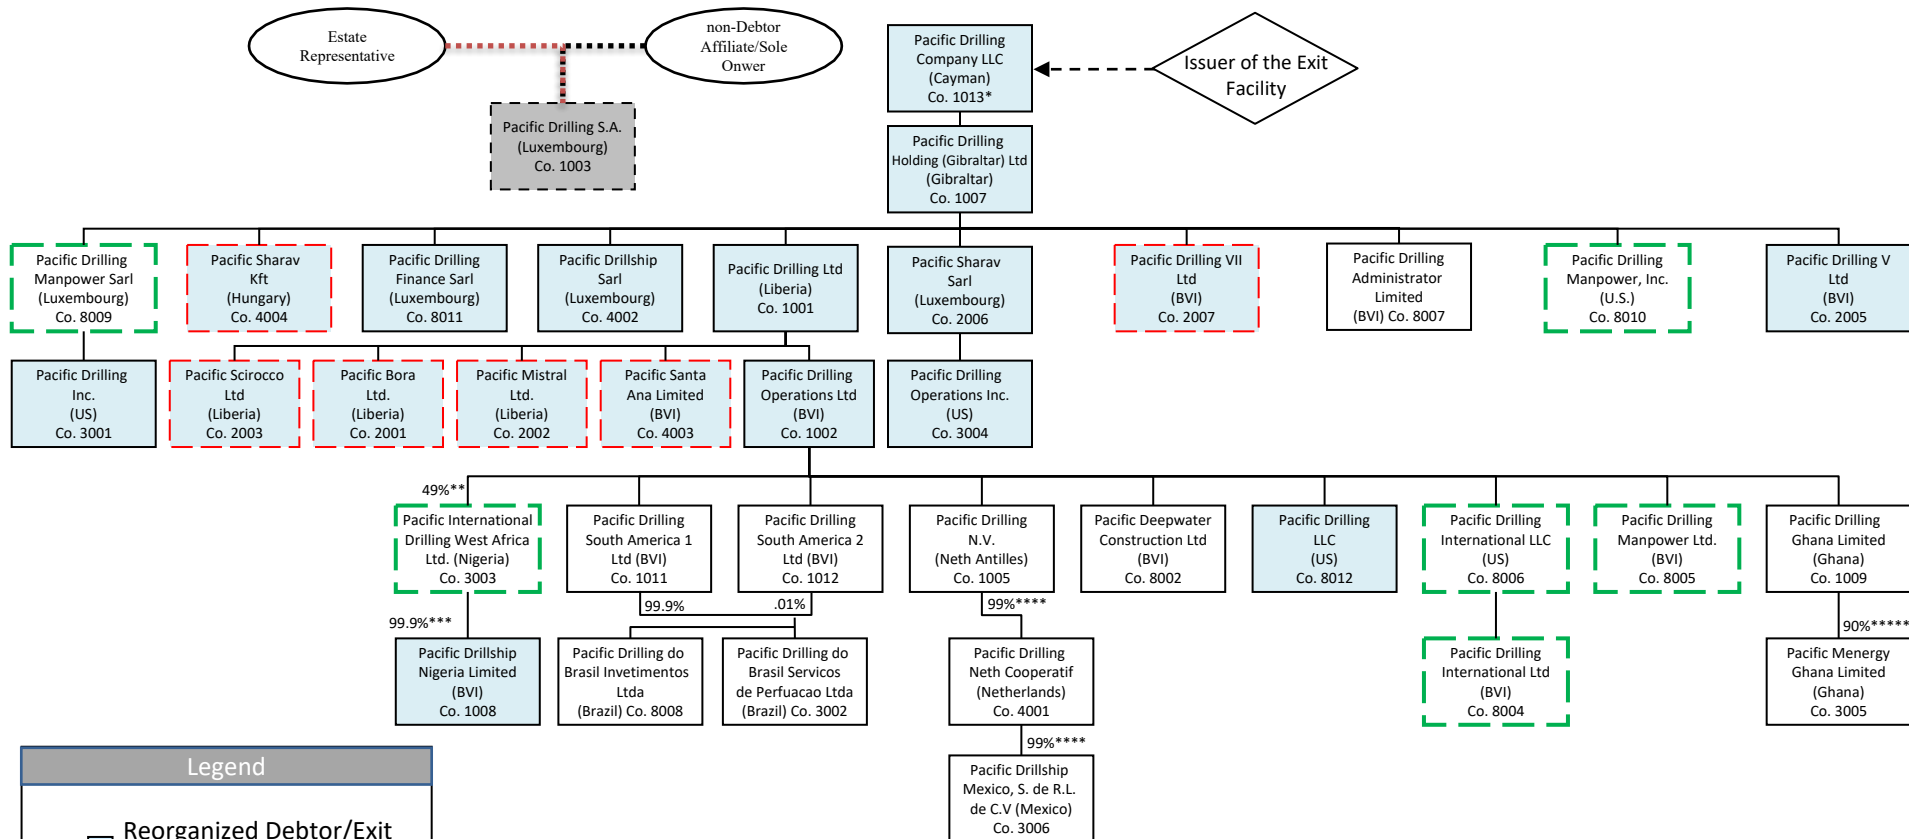 Estate
Representative
non-Debtor
Affiliate/Sole
Onwer
Pacific Drilling
Company LLC
(Cayman)
Co. 1013*
Issuer of the Exit
Facility
Pacific Drilling S.A.
(Luxembourg)
Co. 1003
Pacific Drilling
Holding (Gibraltar) Ltd
(Gibraltar)
Co. 1007
Pacific Drilling
Manpower Sarl
(Luxembourg)
Co. 8009
Pacific Sharav
Kft
(Hungary)
Co. 4004
Pacific Drilling
Finance Sarl
(Luxembourg)
Co. 8011
Pacific Drillship
Sarl
(Luxembourg)
Co. 4002
Pacific Drilling Ltd
(Liberia)
Co. 1001
Pacific Sharav
Sarl
(Luxembourg)
Co. 2006
Pacific Drilling VII
Ltd
(BVI)
Co. 2007
Pacific Drilling
Administrator
Limited
(BVI) Co. 8007
Pacific Drilling
Manpower, Inc.
(U.S.)
Co. 8010
Pacific Drilling V
Ltd
(BVI)
Co. 2005
Pacific Drilling
Inc.
(US)
Co. 3001
Pacific Scirocco
Ltd
(Liberia)
Co. 2003
Pacific Bora
Ltd.
(Liberia)
Co. 2001
Pacific Mistral
Ltd.
(Liberia)
Co. 2002
Pacific Santa
Ana Limited
(BVI)
Co. 4003
Pacific Drilling
Operations Ltd
(BVI)
Co. 1002
Pacific Drilling
Operations Inc.
(US)
Co. 3004
49%**
Pacific International
Drilling West Africa
Ltd. (Nigeria)
Co. 3003
Pacific Drilling
South America 1
Ltd (BVI)
Co. 1011
Pacific Drilling
South America 2
Ltd (BVI)
Co. 1012
Pacific Drilling
N.V.
(Neth Antilles)
Co. 1005
Pacific Deepwater
Construction Ltd
(BVI)
Co. 8002
Pacific Drilling
LLC
(US)
Co. 8012
Pacific Drilling
International LLC
(US)
Co. 8006
Pacific Drilling
Manpower Ltd.
(BVI)
Co. 8005
Pacific Drilling
Ghana Limited
(Ghana)
Co. 1009
99.9%***
99.9%
.01%
99%****
90%*****
Pacific Drillship
Nigeria Limited
(BVI)
Co. 1008
Pacific Drilling do
Brasil Invetimentos
Ltda
(Brazil) Co. 8008
Pacific Drilling do
Brasil Servicos
de Perfuacao Ltda
(Brazil) Co. 3002
Pacific Drilling
Neth Cooperatif
(Netherlands)
Co. 4001
Pacific Drilling
International Ltd
(BVI)
Co. 8004
Pacific Menergy
Ghana Limited
(Ghana)
Co. 3005
99%****
Pacific Drillship
Mexico, S. de R.L.
de C.V (Mexico)
Co. 3006
Legend
Reorganized Debtor/Exit